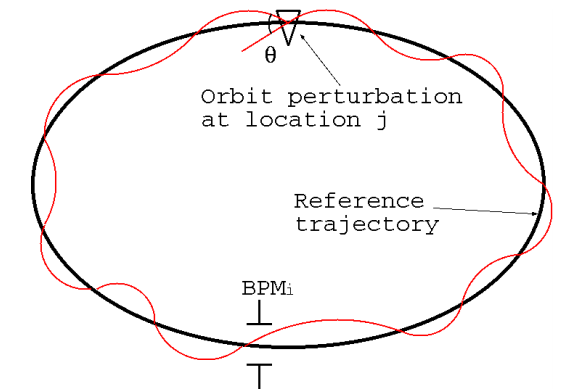 θ
Orbit perturbation
at location j
Reference
trajectory
BPMi